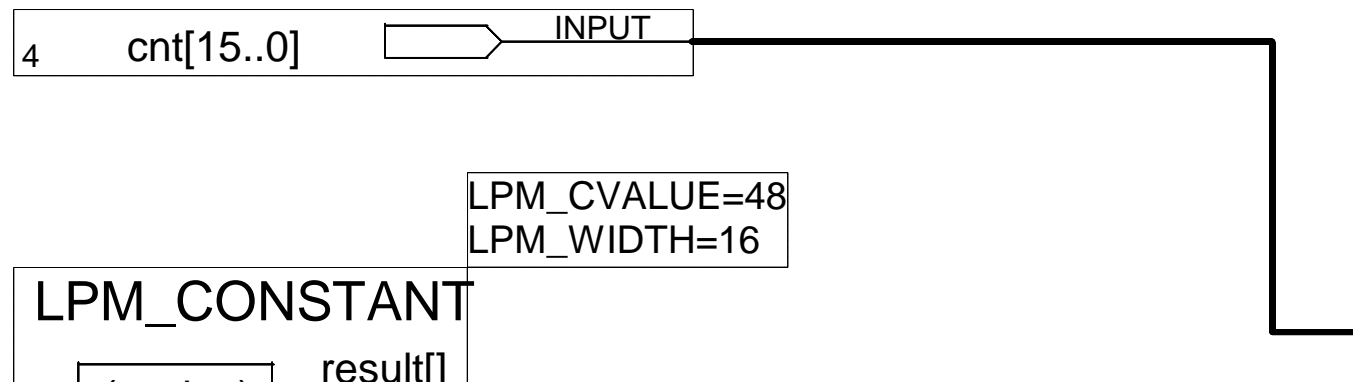 INPUT
4 cnt[15..0]
LPM_CVALUE=48
LPM_WIDTH=16
LPM_CONSTANT
result[]